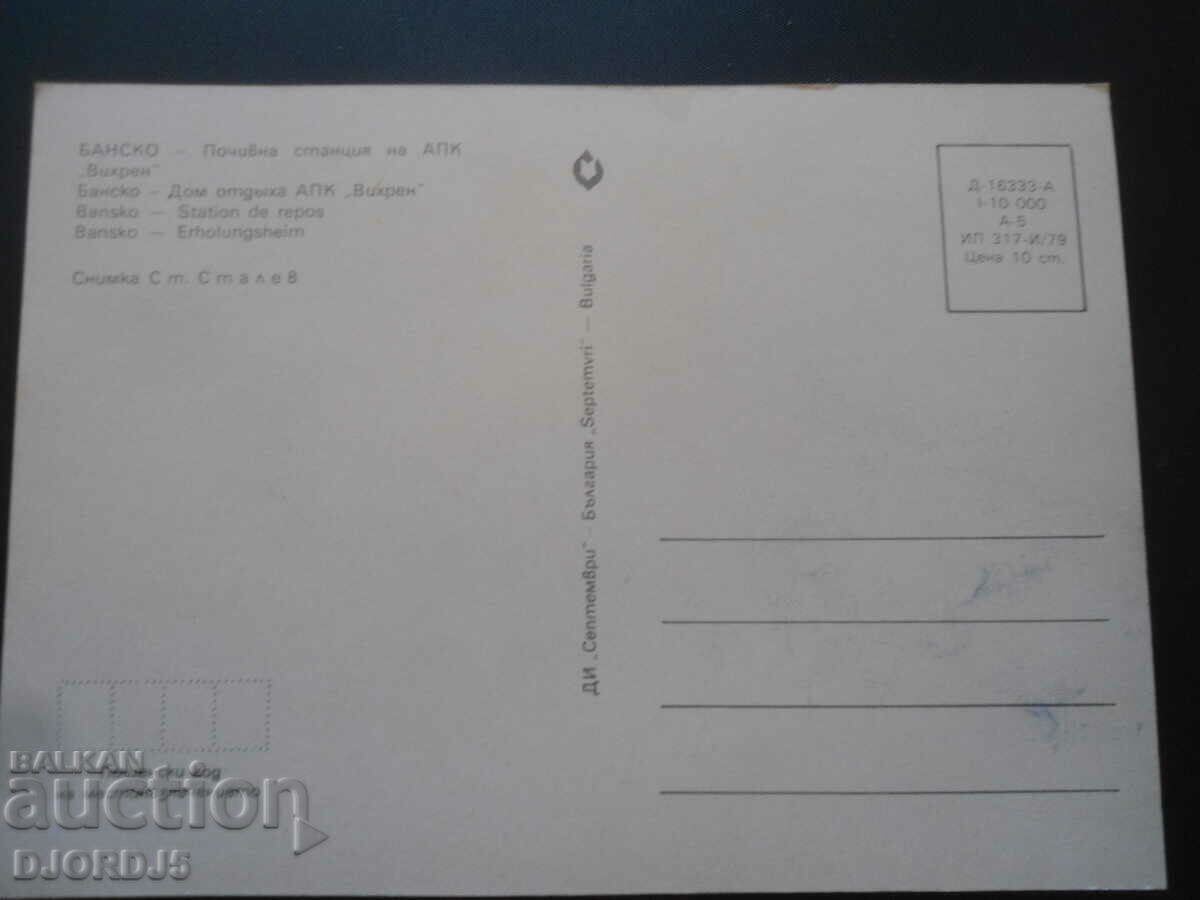 БАНСКО — Почивна станция на АПК
„Вихрен"
Банско — Дом отдыха АПК „Вихрен"
Bansko — Station de repos
Bansko — Erholungsheim
Снимка Ст. Сталев
ДИ „Септември" — България „Septemvri" — Bulgaria
Д-16333-А
I-10 000
А-5
ИП 317-И/79
Цена 10 ст.
код
BALKAN
auction
DJORDJ5